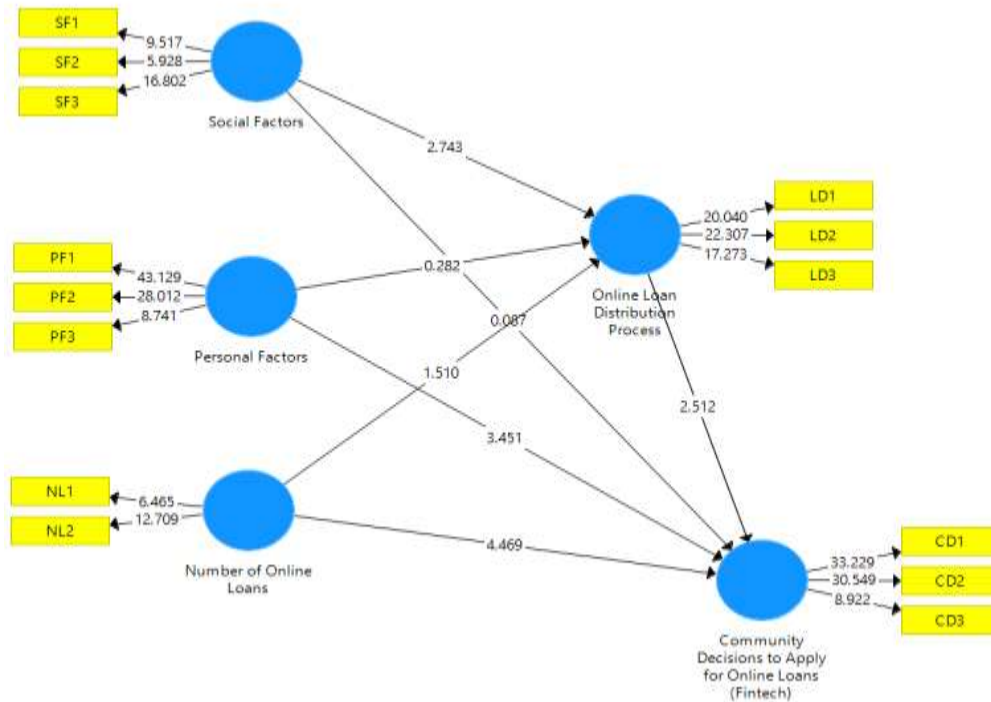 SF1
9.517
SF2
5.928
16.802
SF3
Social Factors
2.743
LD1
20.040
22.307
LD2
17.273
LD3
Online Loan
Distribution
Process
PF1
43.129
PF2
28.012
8.741
PF3
Personal Factors
0.282
0.087
1.510
3.451
2.512
NL1
6.465
NL2
12.709
Number of Online
Loans
4.469
CD1
33.229
30.549
CD2
8.922
CD3
Community
Decisions to Apply
for Online Loans
(Fintech)